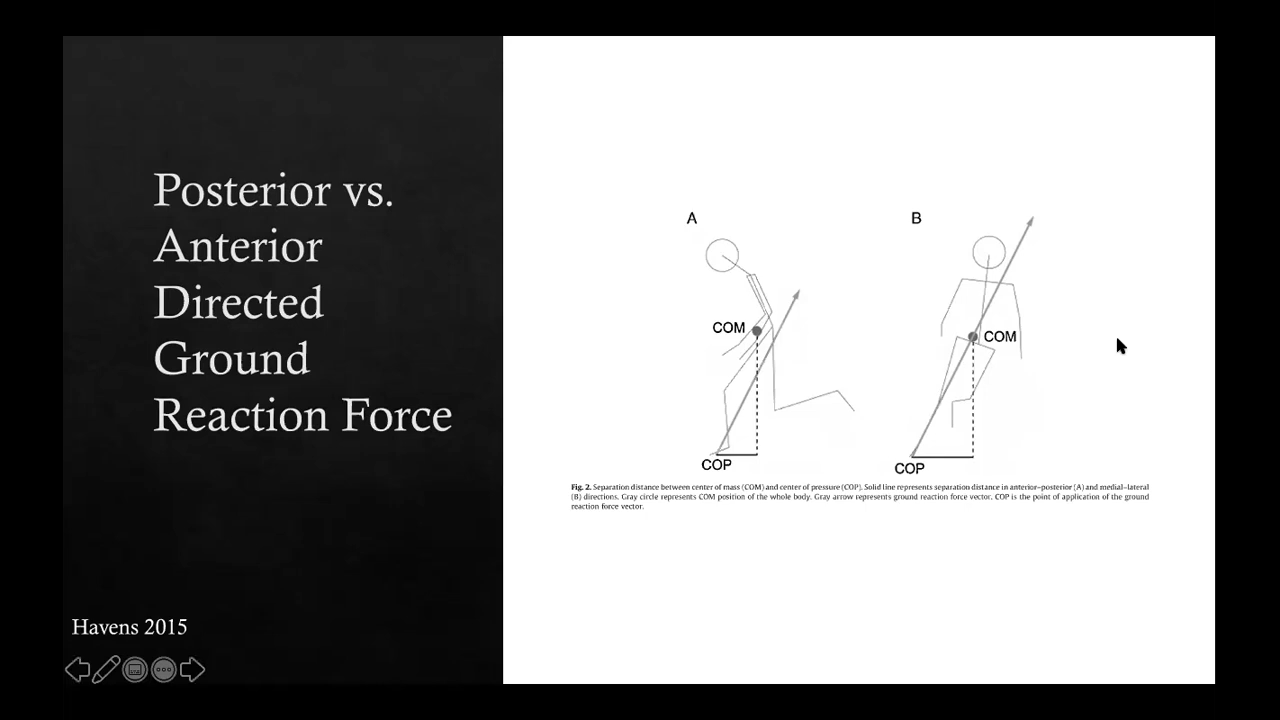 Posterior vs.
Anterior
Directed
Ground
Reaction Force
Havens 2015
A
B
COM
COM
COP
COP
Fig. 2. Separation distance between center of mass (COM) and center of pressure (COP). Solid line represents separation distance in anterior–posterior (A) and medial–lateral
(B) directions. Gray circle represents COM position of the whole body. Gray arrow represents ground reaction force vector. COP is the point of application of the ground
reaction force vector.